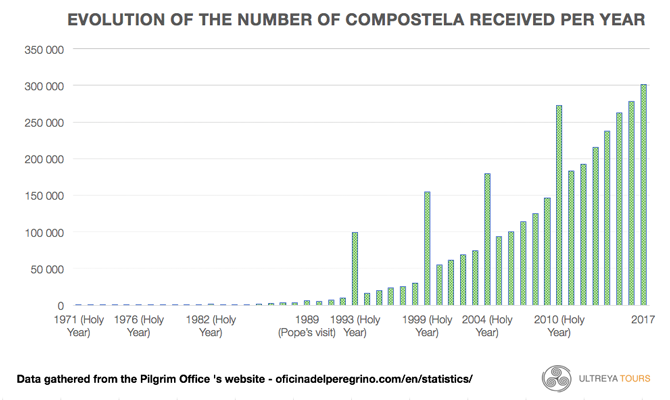 EVOLUTION OF THE NUMBER OF COMPOSTELA RECEIVED PER YEAR
350 000
300 000
250 000
200 000
150 000
100 000
50 000
0
1971 (Holy Year)
1976 (Holy Year)
1982 (Holy Year)
1989 (Pope's visit)
1993 (Holy Year)
1999 (Holy Year)
2004 (Holy Year)
2010 (Holy Year)
2017
Data gathered from the Pilgrim Office 's website - oficinadelperegrino.com/en/statistics/
ULTREYA TOURS